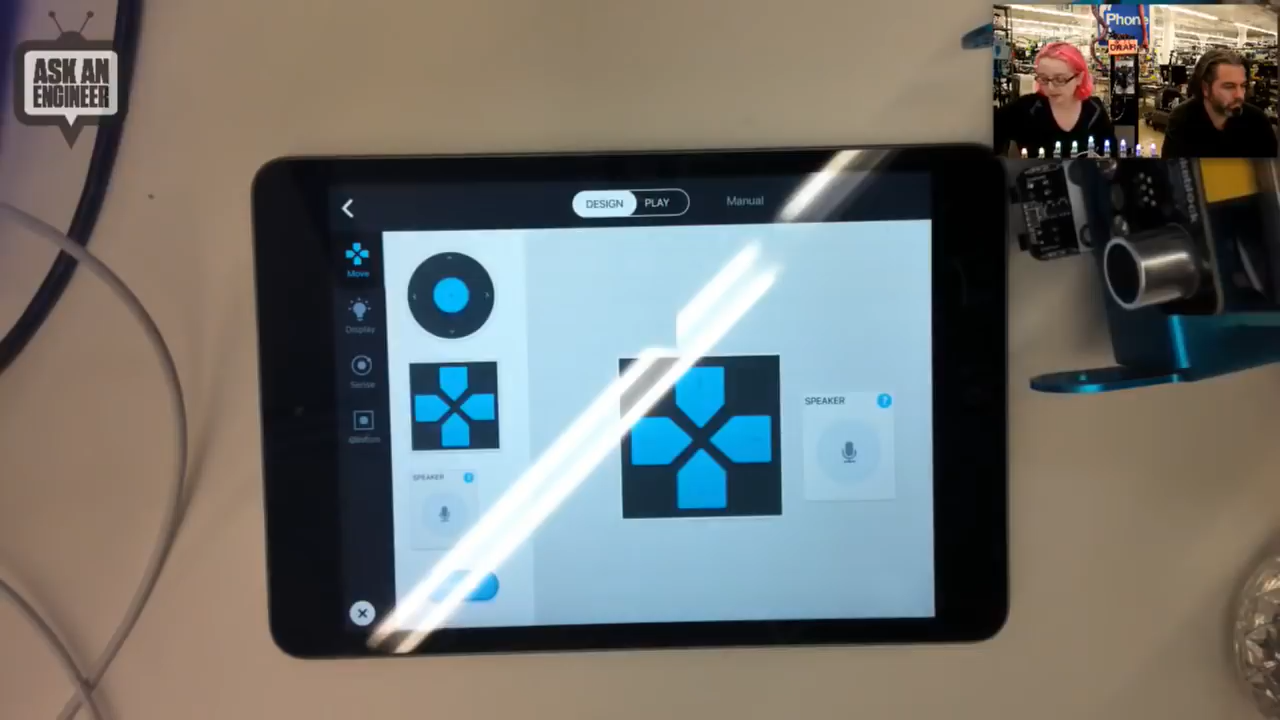 ASK AN
ENGINEER
Phone
DESIGN
PLAY
Manual
Move
Display
Sense
SPEAKER
?
SPEAKER
?